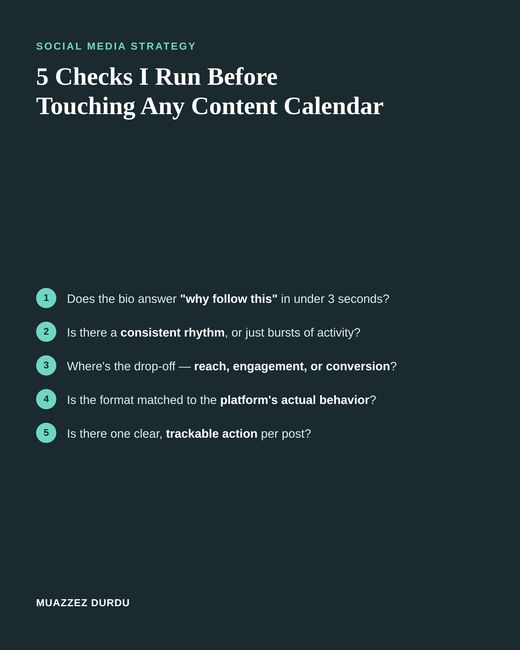 SOCIAL MEDIA STRATEGY
5 Checks I Run Before
Touching Any Content Calendar
1 Does the bio answer "why follow this" in under 3 seconds?
2 Is there a consistent rhythm, or just bursts of activity?
3 Where's the drop-off — reach, engagement, or conversion?
4 Is the format matched to the platform's actual behavior?
5 Is there one clear, trackable action per post?
MUAZZEZ DURDU